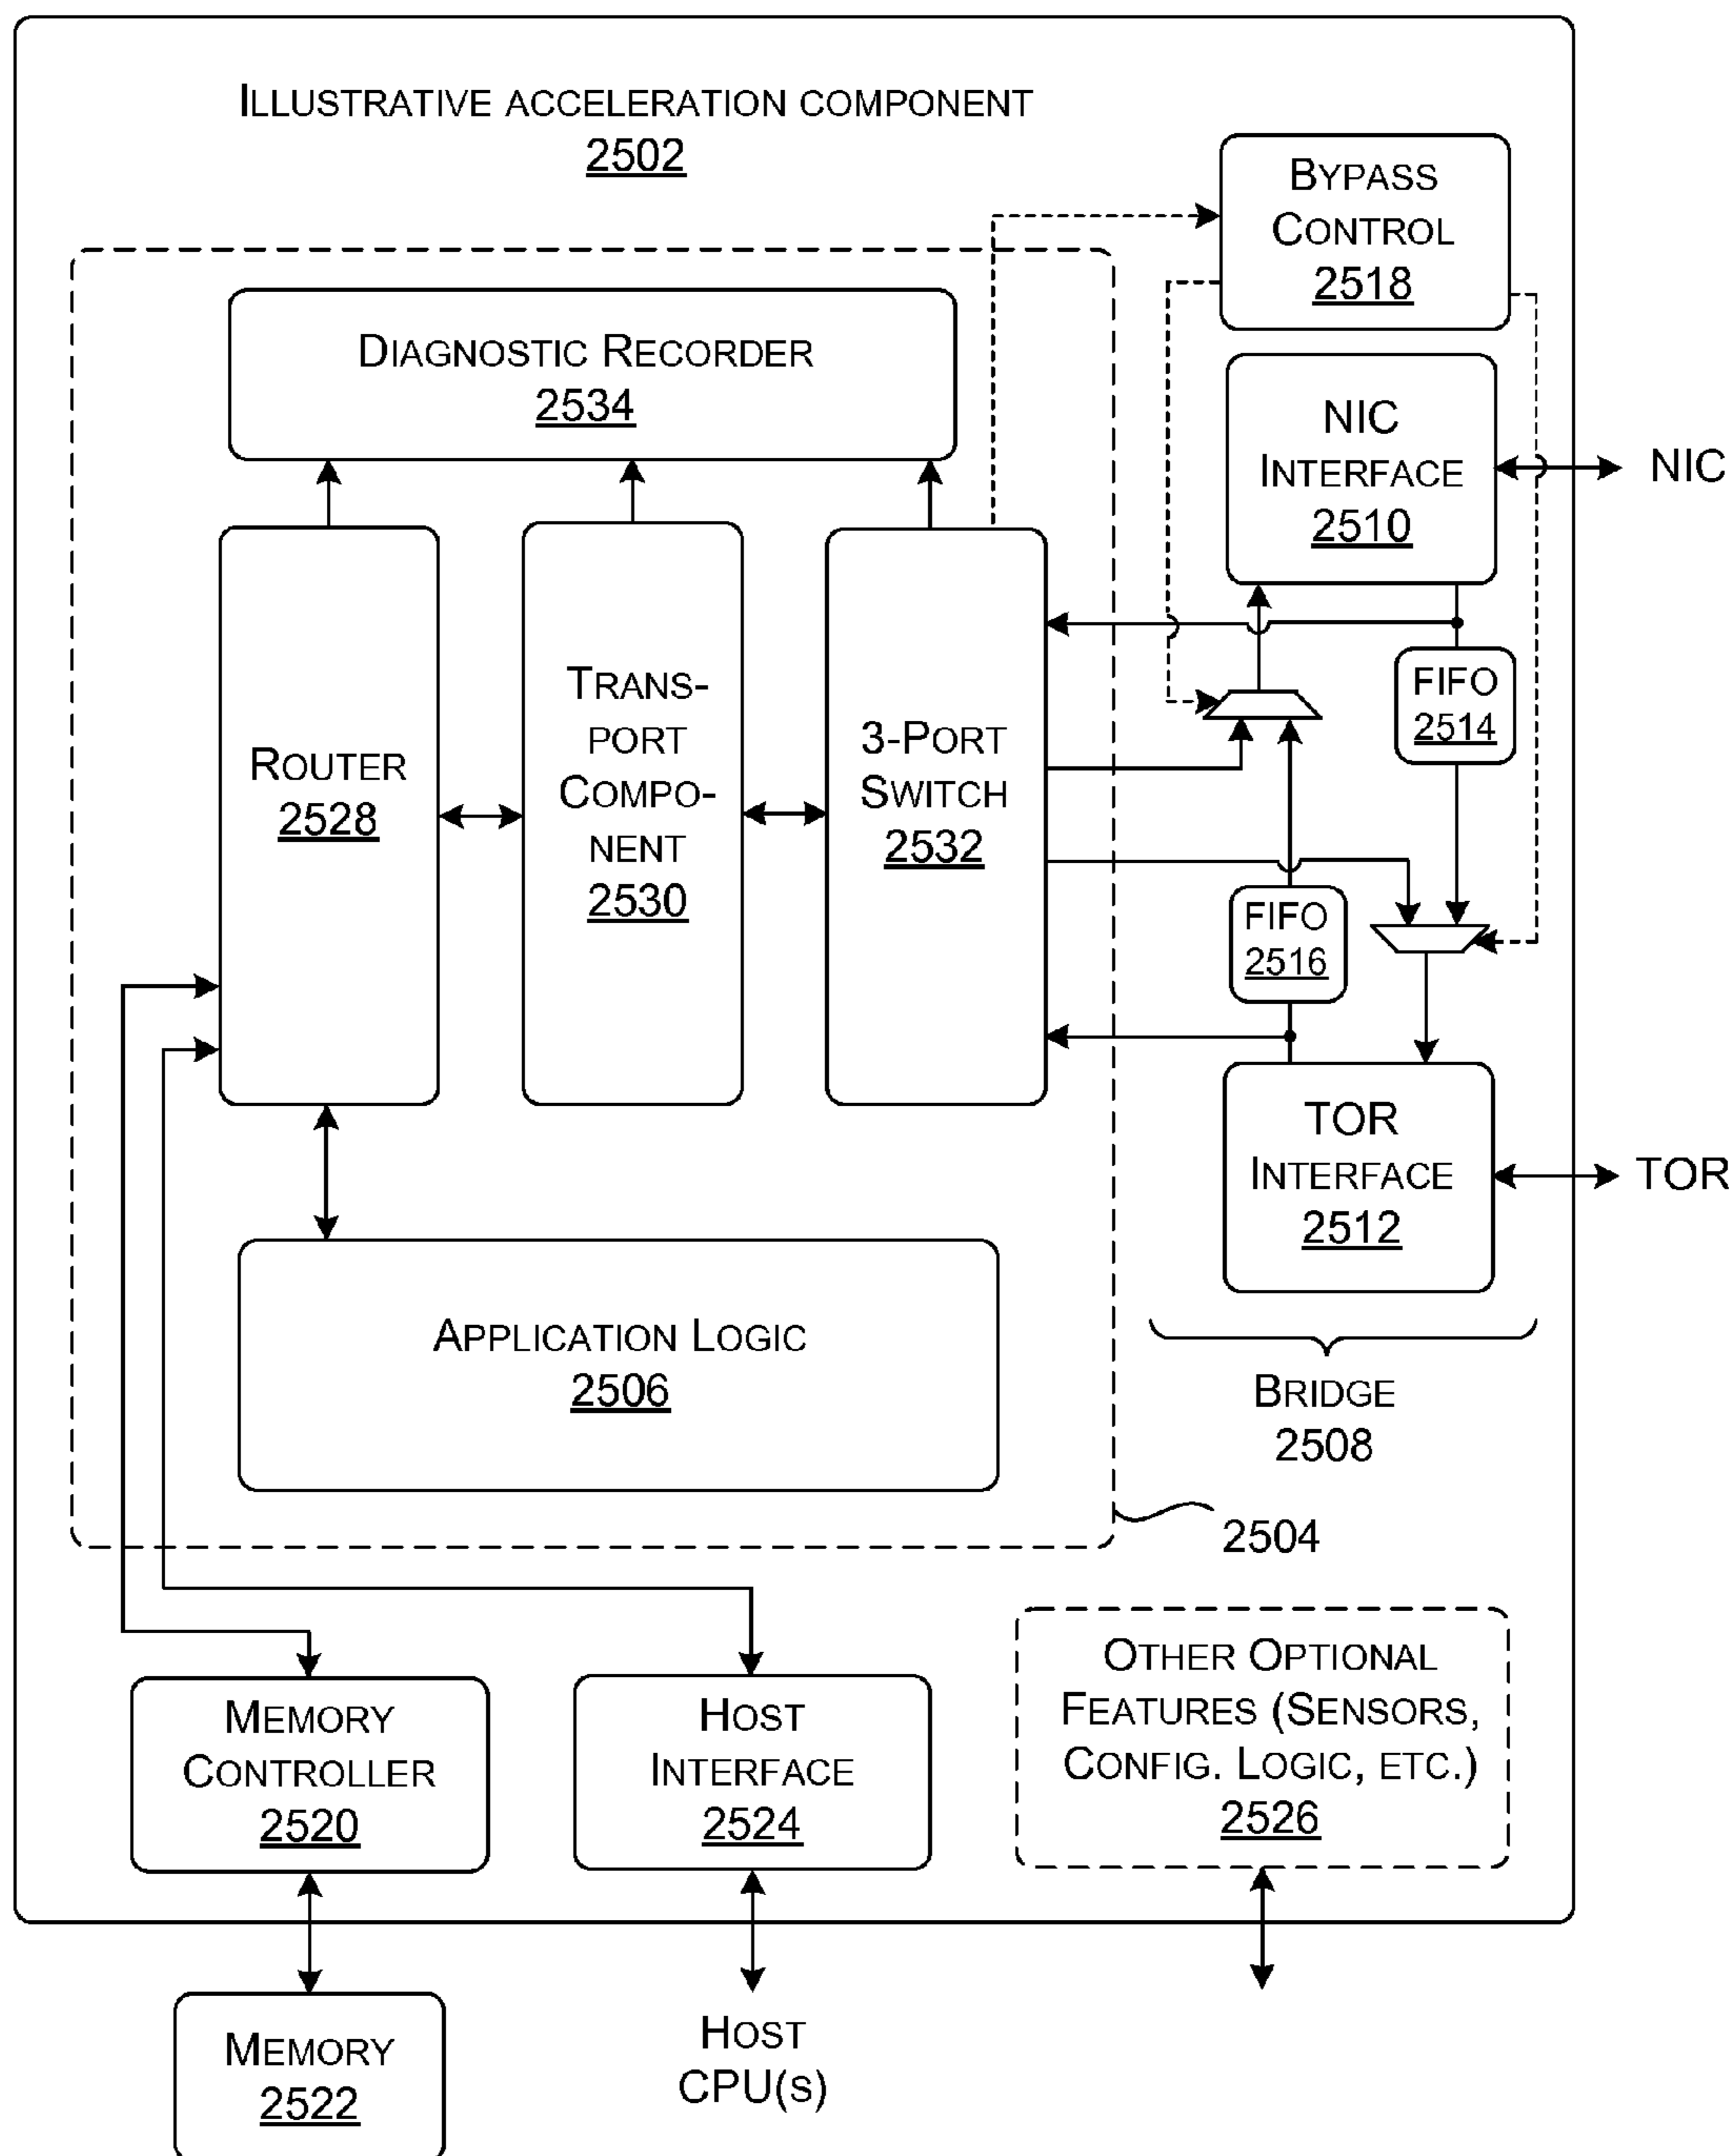 ILLUSTRATIVE ACCELERATION COMPONENT
2502
BYPASS
CONTROL
2518
DIAGNOSTIC RECORDER
2534
NIC
INTERFACE
2510
NIC
ROUTER
2528
TRANS-
PORT
COMPO-
NENT
2530
3-PORT
SWITCH
2532
FIFO
2514
FIFO
2516
TOR
INTERFACE
2512
TOR
APPLICATION LOGIC
2506
BRIDGE
2508
2504
MEMORY
CONTROLLER
2520
HOST
INTERFACE
2524
OTHER OPTIONAL
FEATURES (SENSORS,
CONFIG. LOGIC, ETC.)
2526
MEMORY
2522
HOST
CPU(S)